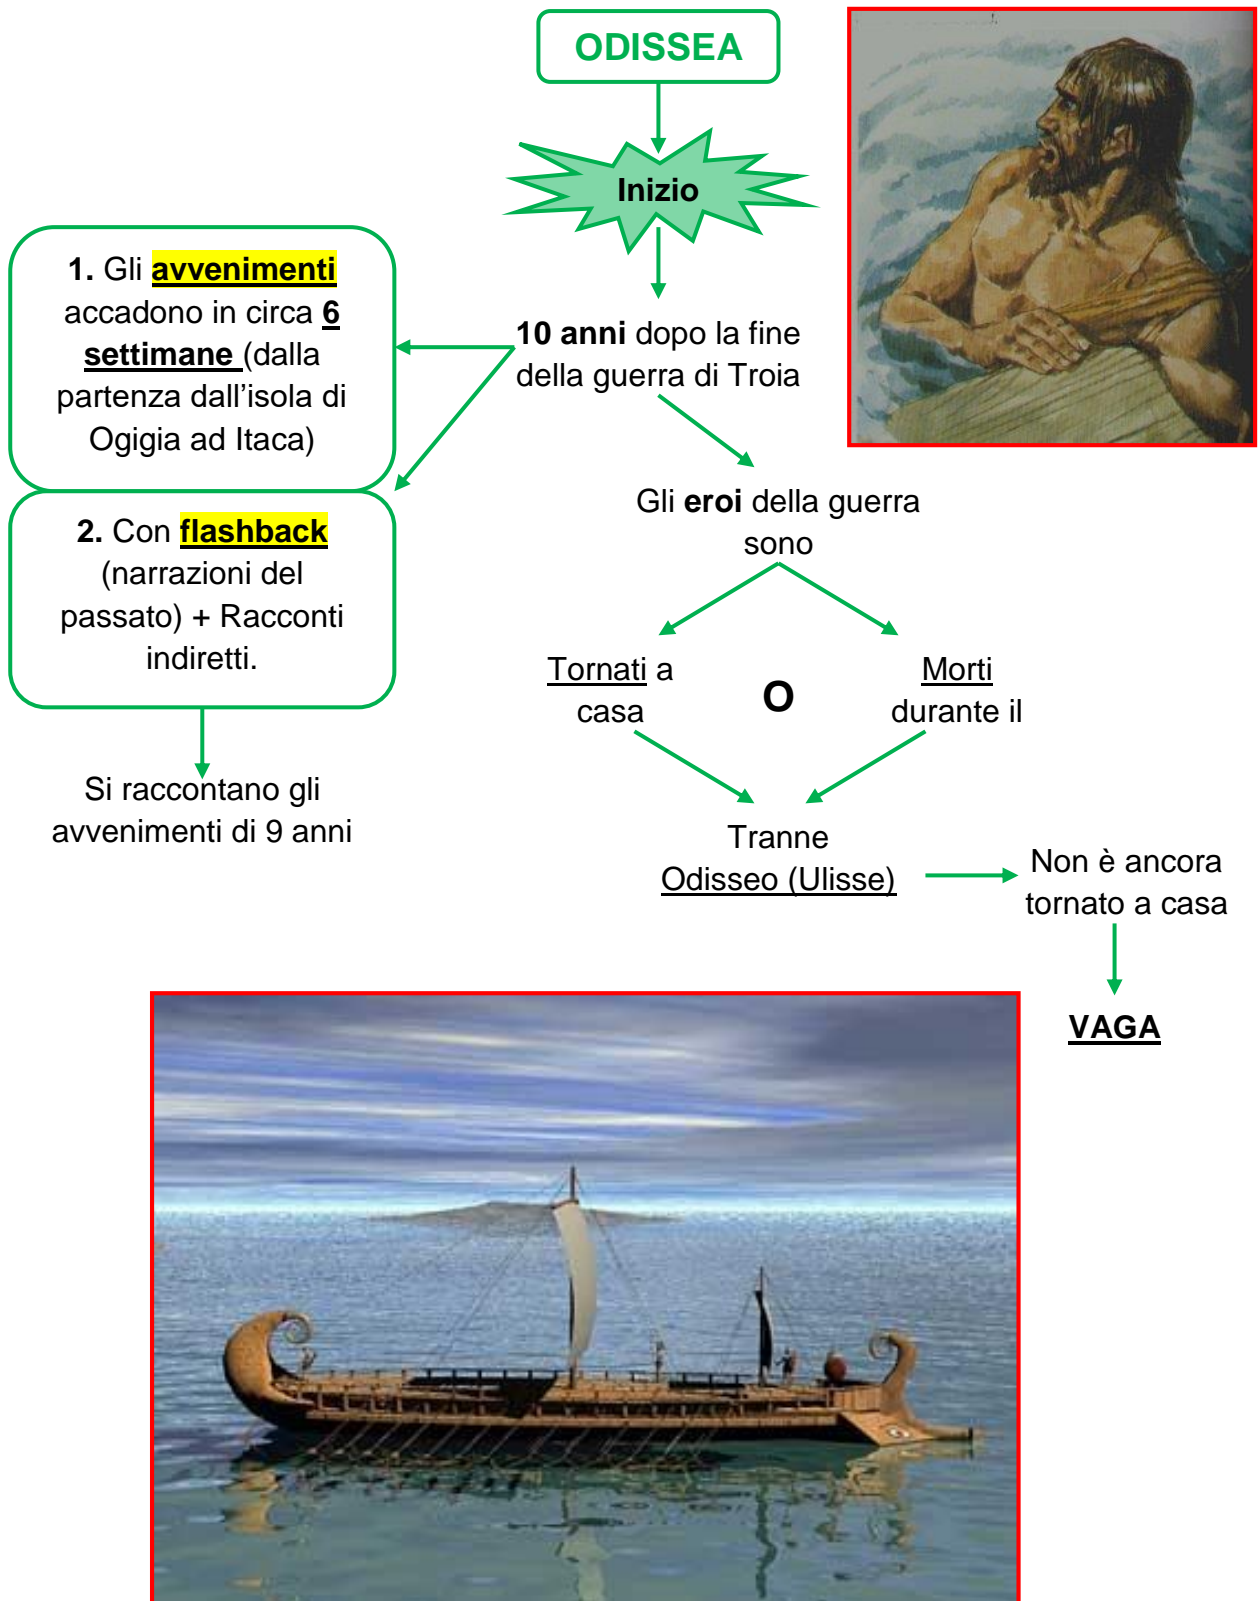 ODISSEA
Inizio
10 anni dopo la fine
della guerra di Troia
1. Gli avvenimenti
accadono in circa 6
settimane (dalla
partenza dall’isola di
Ogigia ad Itaca)
2. Con flashback
(narrazioni del
passato) + Racconti
indiretti.
Si raccontano gli
avvenimenti di 9 anni
Gli eroi della guerra
sono
Tornati a
casa
O
Morti
durante il
Tranne
Odisseo (Ulisse)
Non è ancora
tornato a casa
VAGA